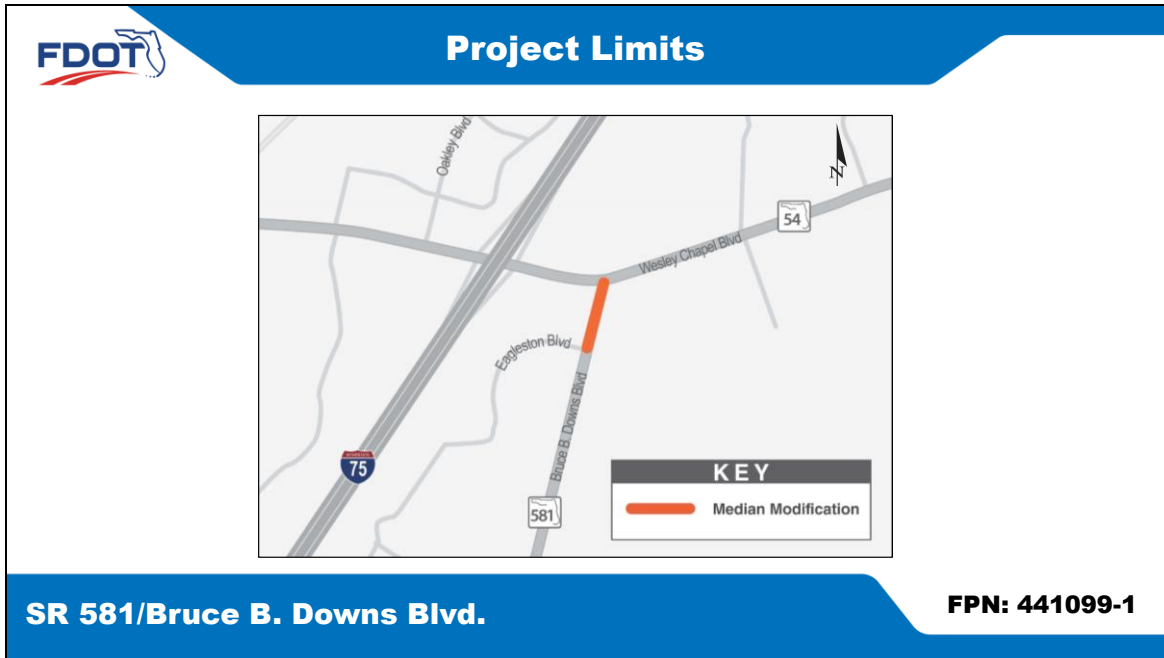 FDOT
Project Limits
Oakley Blvd
N
54
Wesley Chapel Blvd
Eagleston Blvd
Bruce B. Downs Blvd
75
581
KEY
Median Modification
SR 581/Bruce B. Downs Blvd.
FPN: 441099-1